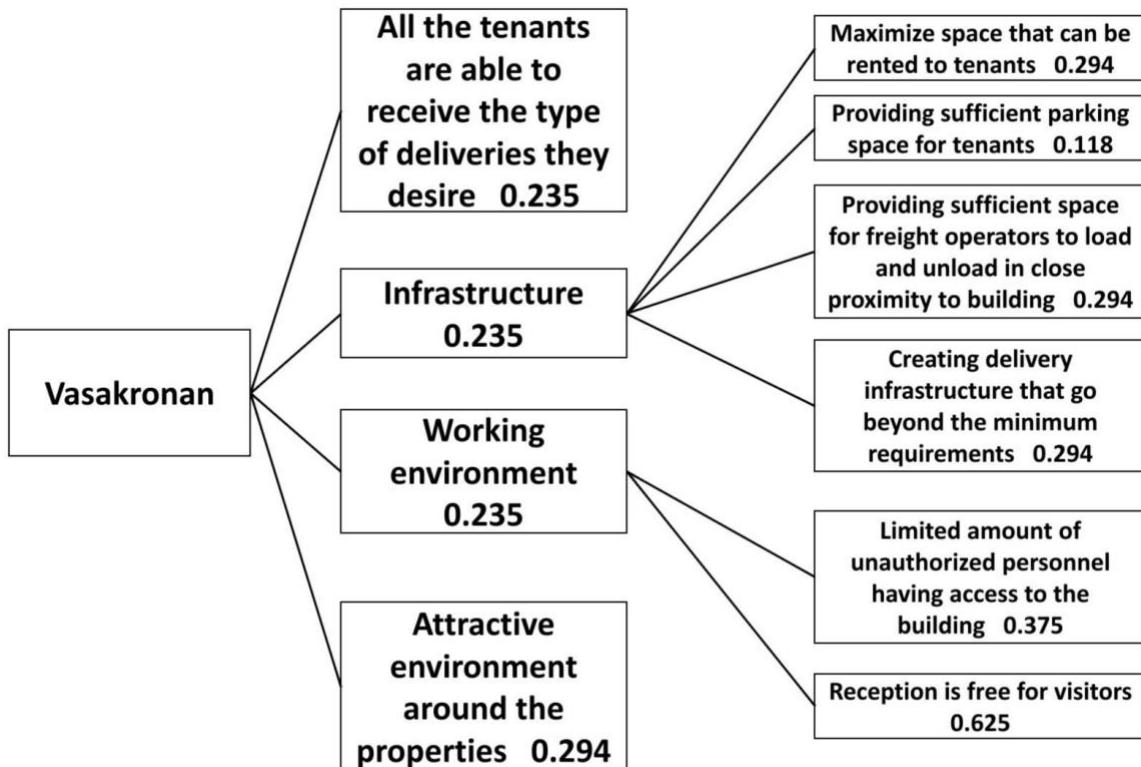 Vasakronan
All the tenants
are able to
receive the type
of deliveries they
desire 0.235
Infrastructure
0.235
Working
environment
0.235
Attractive
environment
around the
properties 0.294
Maximize space that can be
rented to tenants 0.294
Providing sufficient parking
space for tenants 0.118
Providing sufficient space
for freight operators to load
and unload in close
proximity to building 0.294
Creating delivery
infrastructure that go
beyond the minimum
requirements 0.294
Limited amount of
unauthorized personnel
having access to the
building 0.375
Reception is free for visitors
0.625